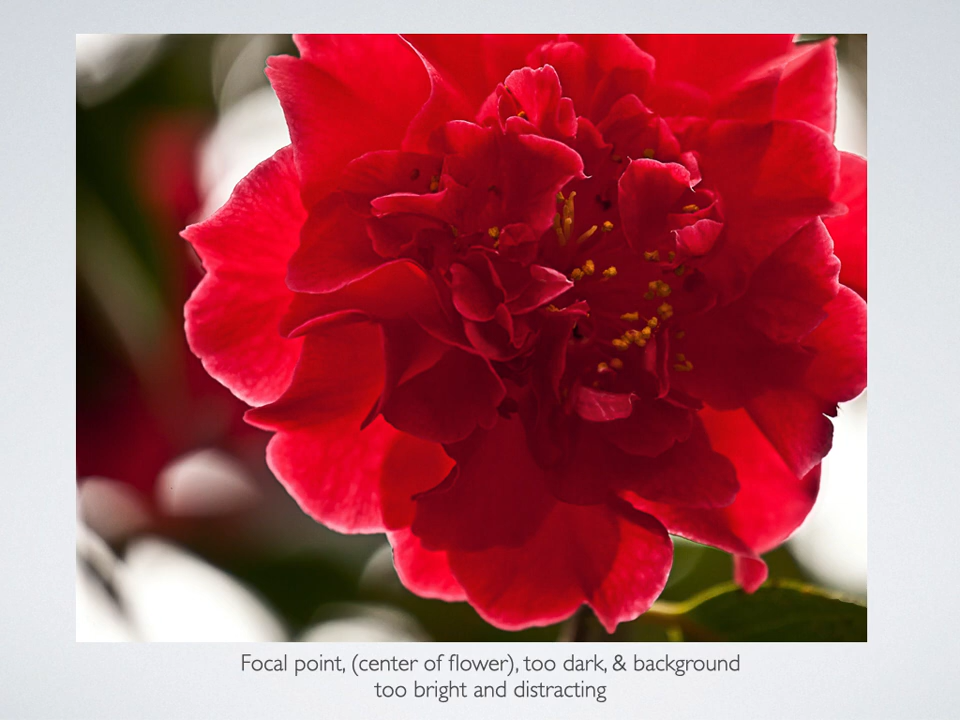 Focal point, (center of flower), too dark, & background
too bright and distracting